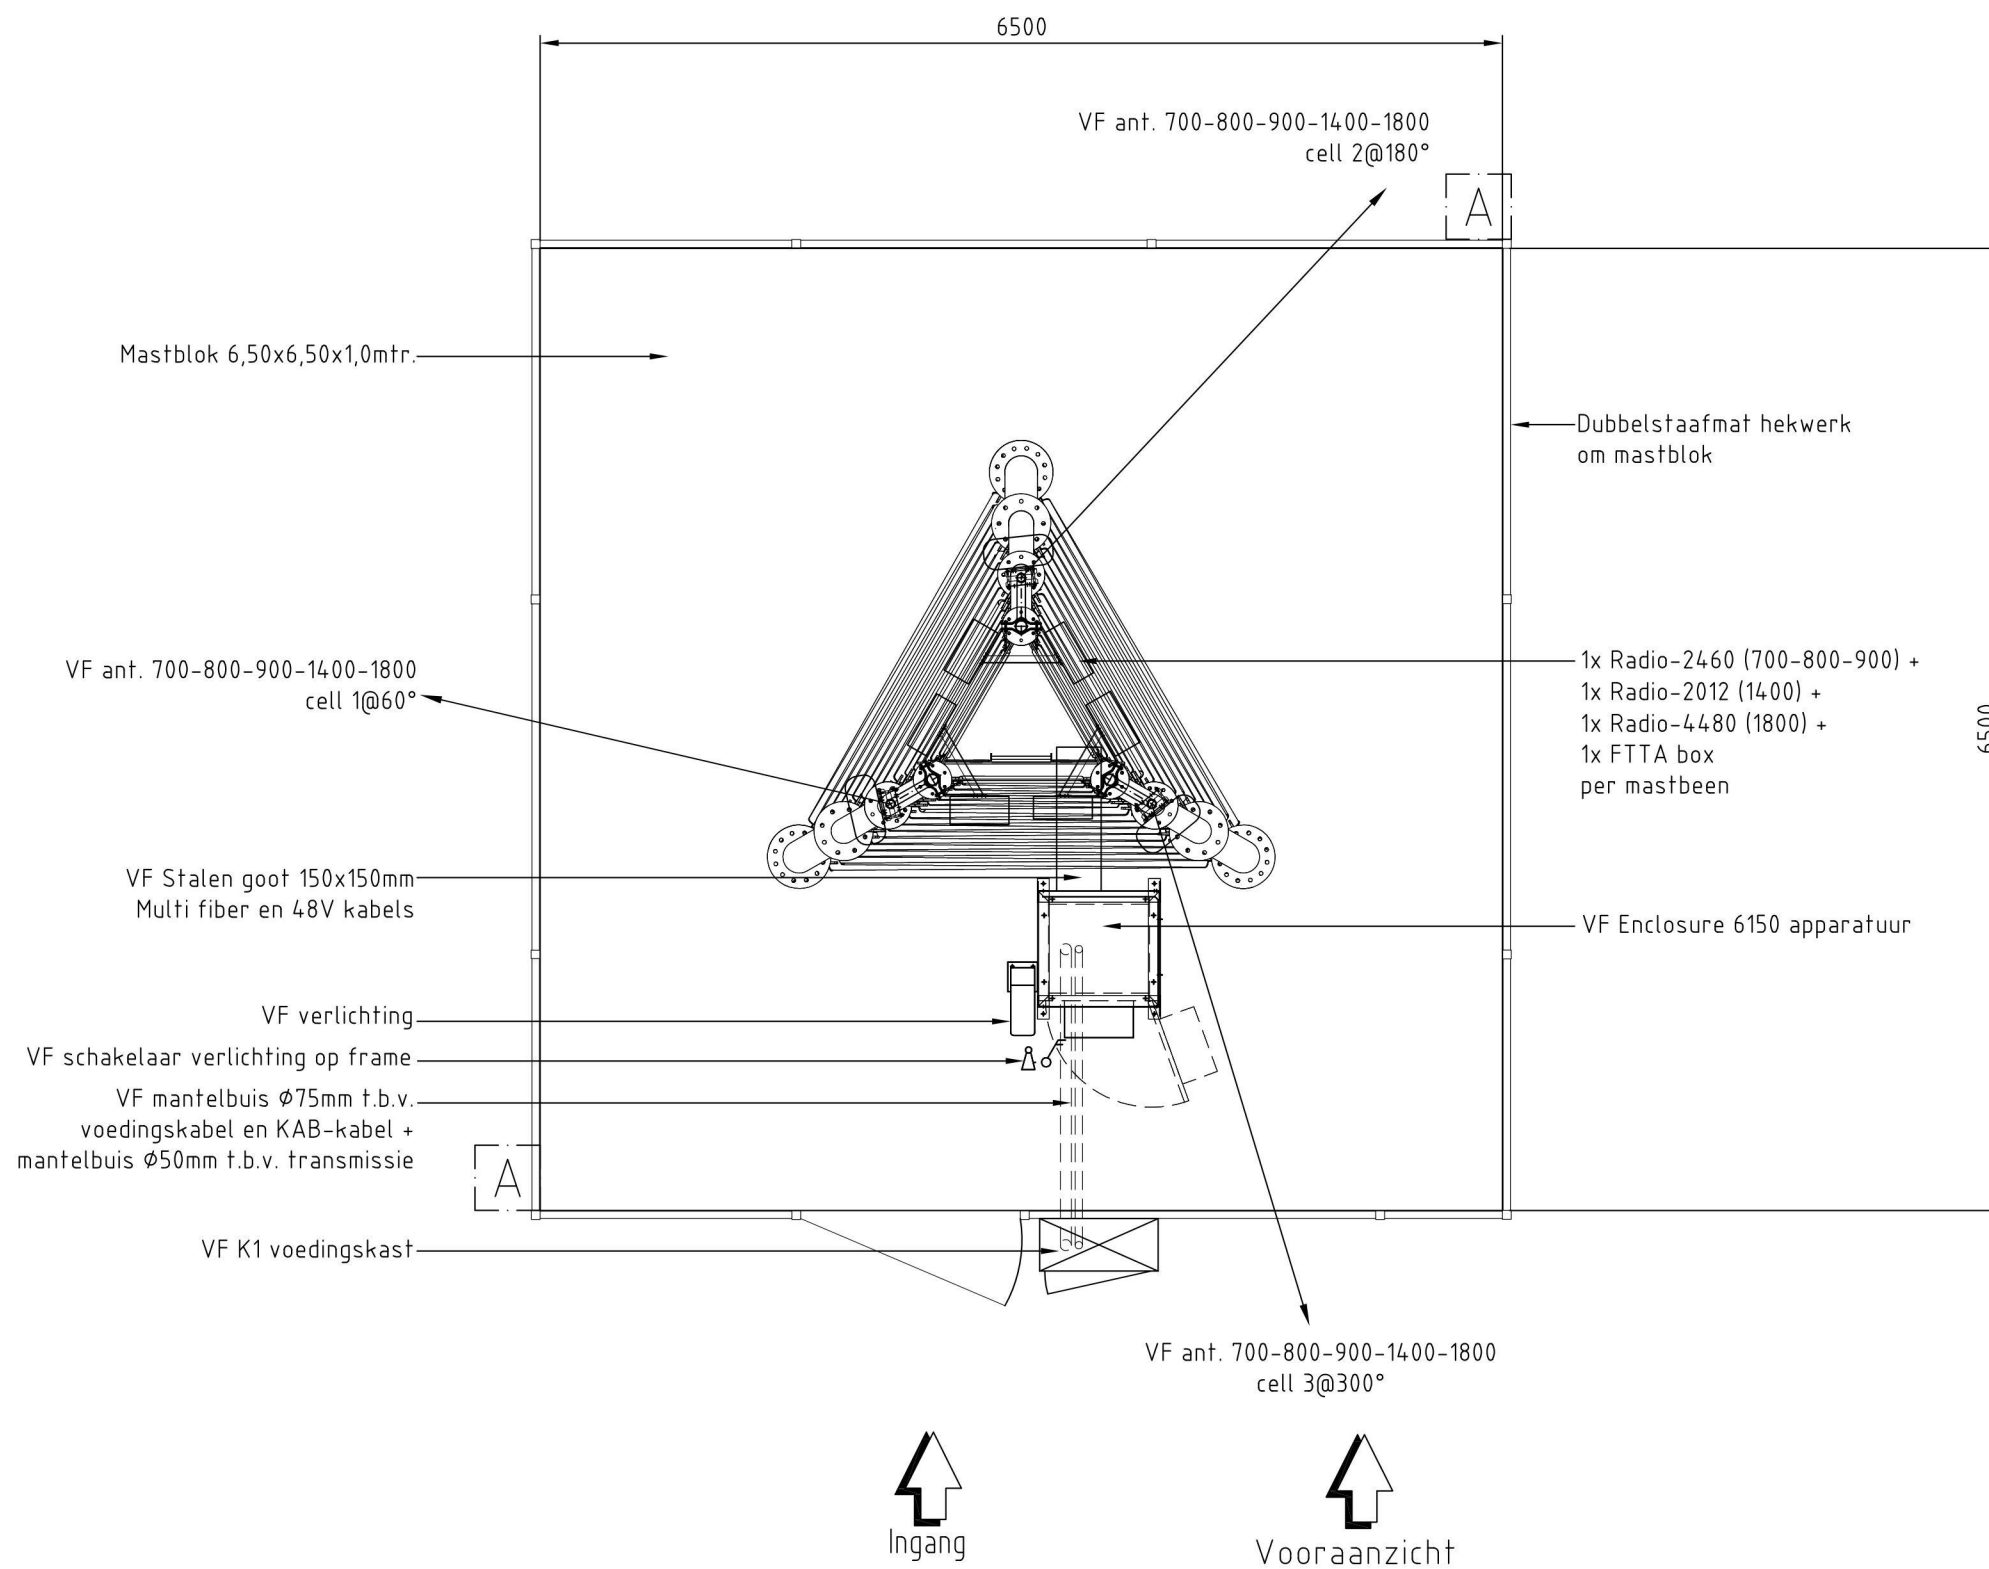 6500
VF ant. 700-800-900-1400-1800
cell 2@180°
A
Mastblok 6,50x6,50x1,0mtr.
Dubbelstaafmat hekwerk
om mastblok
VF ant. 700-800-900-1400-1800
cell 1@60°
1x Radio-2460 (700-800-900) +
1x Radio-2012 (1400) +
1x Radio-4480 (1800) +
1x FTTA box
per mastbeen
6500
VF Stalen goot 150x150mm
Multi fiber en 48V kabels
VF Enclosure 6150 apparatuur
VF verlichting
VF schakelaar verlichting op frame
VF mantelbuis Ø75mm t.b.v.
voedingskabel en KAB-kabel +
mantelbuis Ø50mm t.b.v. transmissie
A
VF K1 voedingskast
VF ant. 700-800-900-1400-1800
cell 3@300°
Ingang
Vooraanzicht